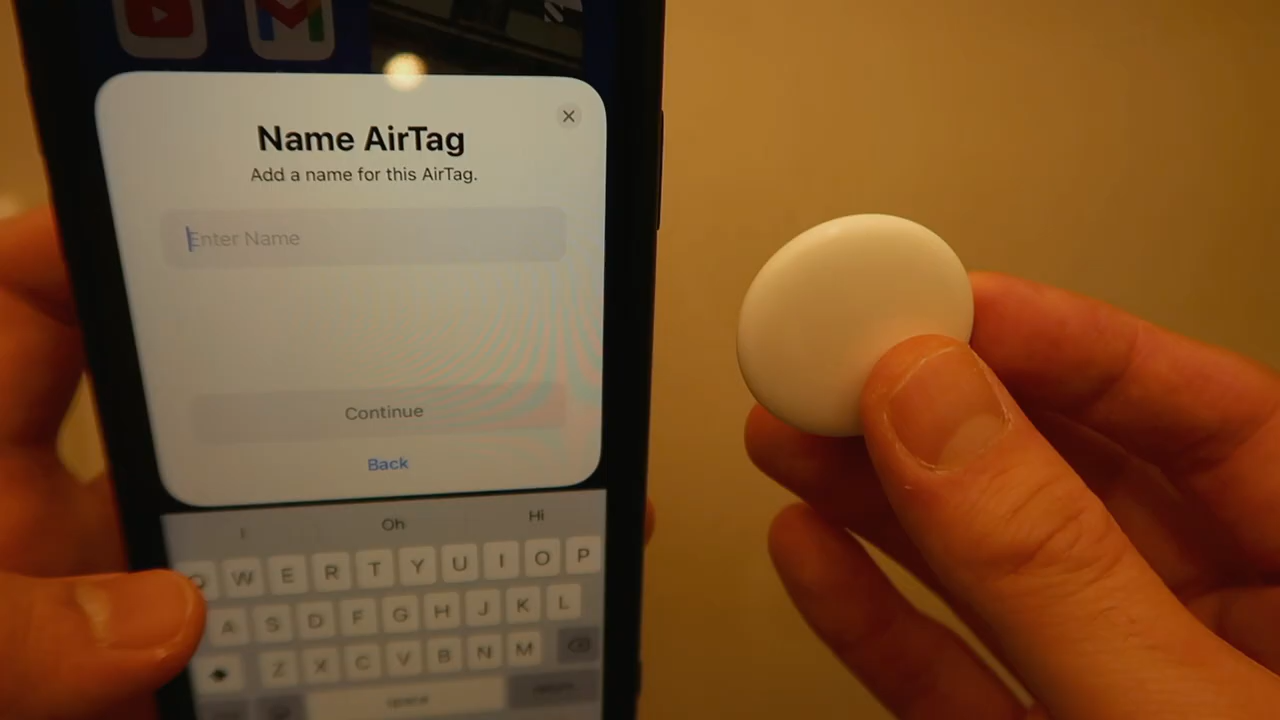 Name AirTag
Add a name for this AirTag.
Enter Name
Continue
Back
I Oh Hi
Q W E R T Y U I O P
A S D F G H J K L
Z X C V B N M
space